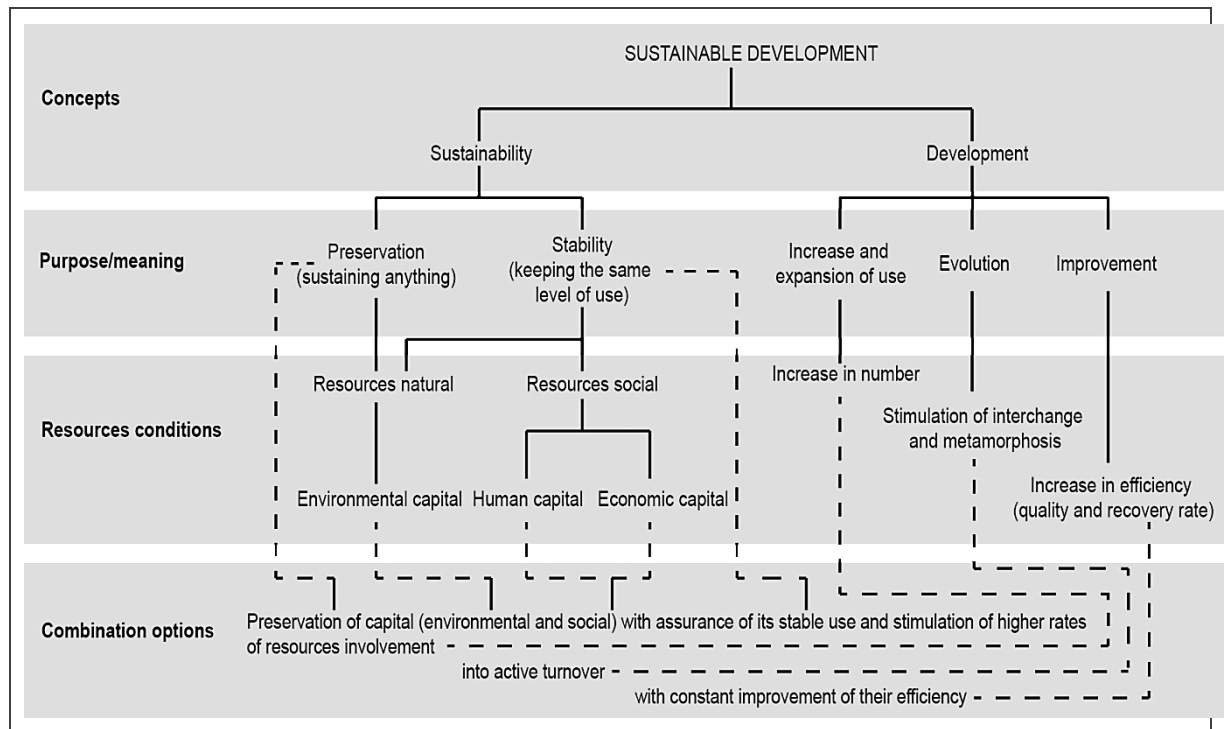 SUSTAINABLE DEVELOPMENT
Concepts
Sustainability
Development
Purpose/meaning
Preservation
(sustaining anything)
Stability
(keeping the same
level of use)
Increase and
expansion of use
Evolution
Improvement
Resources conditions
Resources natural
Resources social
Increase in number
Stimulation of interchange
and metamorphosis
Environmental capital
Human capital
Economic capital
Increase in efficiency
(quality and recovery rate)
Combination options
Preservation of capital (environmental and social) with assurance of its stable use and stimulation of higher rates
of resources involvement
into active turnover
with constant improvement of their efficiency